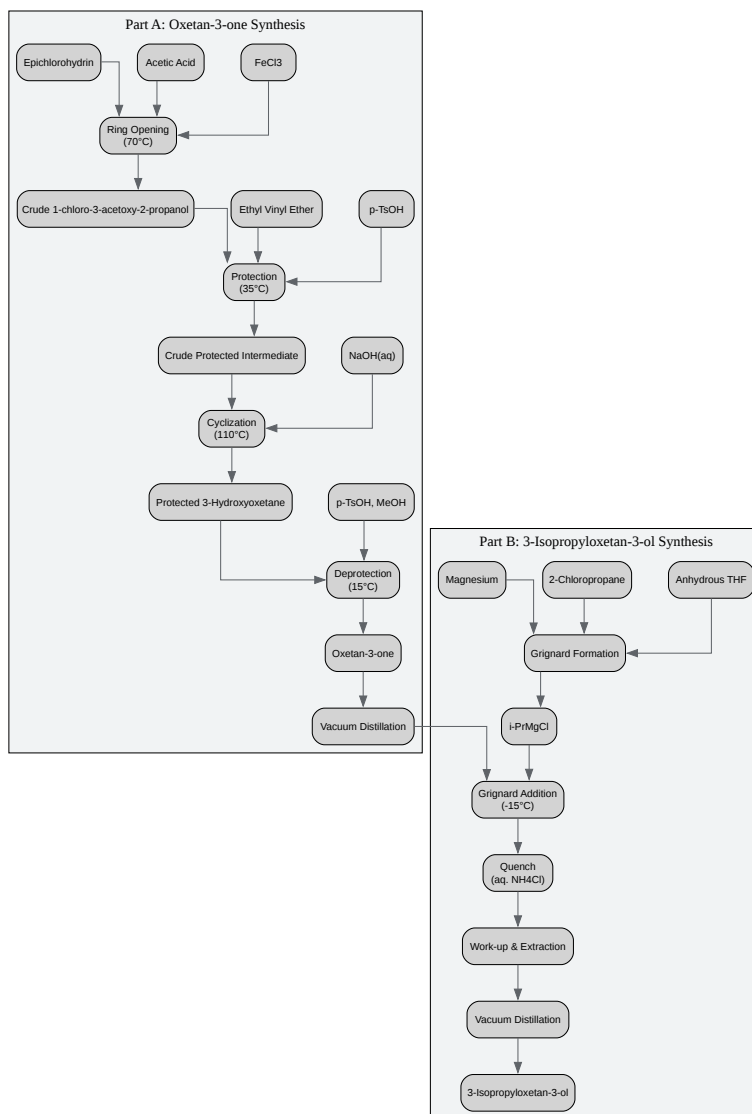 Part A: Oxetan-3-one Synthesis
Epichlorohydrin
Acetic Acid
FeCl3
Ring Opening
(70°C)
Crude 1-chloro-3-acetoxy-2-propanol
Ethyl Vinyl Ether
p-TsOH
Protection
(35°C)
Crude Protected Intermediate
NaOH(aq)
Cyclization
(110°C)
Protected 3-Hydroxyoxetane
p-TsOH, MeOH
Deprotection
(15°C)
Oxetan-3-one
Vacuum Distillation
Part B: 3-Isopropyloxetan-3-ol Synthesis
Magnesium
2-Chloropropane
Anhydrous THF
Grignard Formation
i-PrMgCl
Grignard Addition
(-15°C)
Quench
(aq. NH4Cl)
Work-up & Extraction
Vacuum Distillation
3-Isopropyloxetan-3-ol